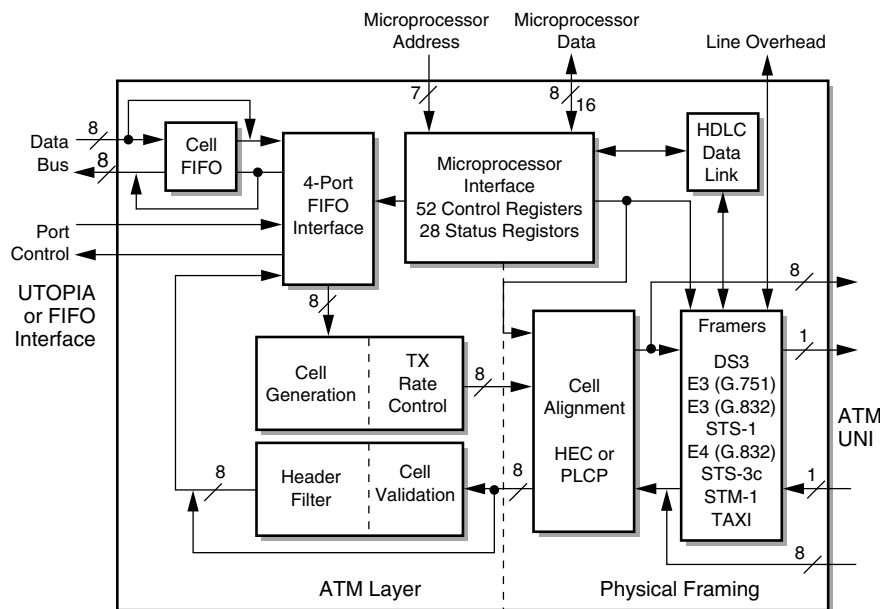 Microprocessor
Address
Microprocessor
Data
Line Overhead
7
8
16
Data
Bus
8
8
Cell
FIFO
4-Port
FIFO
Interface
Microprocessor
Interface
52 Control Registers
28 Status Registors
HDLC
Data
Link
Port
Control
UTOPIA
or FIFO
Interface
8
8
Cell
Generation
TX
Rate
Control
8
Cell
Alignment
HEC or
PLCP
Framers
DS3
E3 (G.751)
E3 (G.832)
STS-1
E4 (G.832)
STS-3c
STM-1
TAXI
1
ATM
UNI
1
8
8
Header
Filter
Cell
Validation
8
ATM Layer
Physical Framing